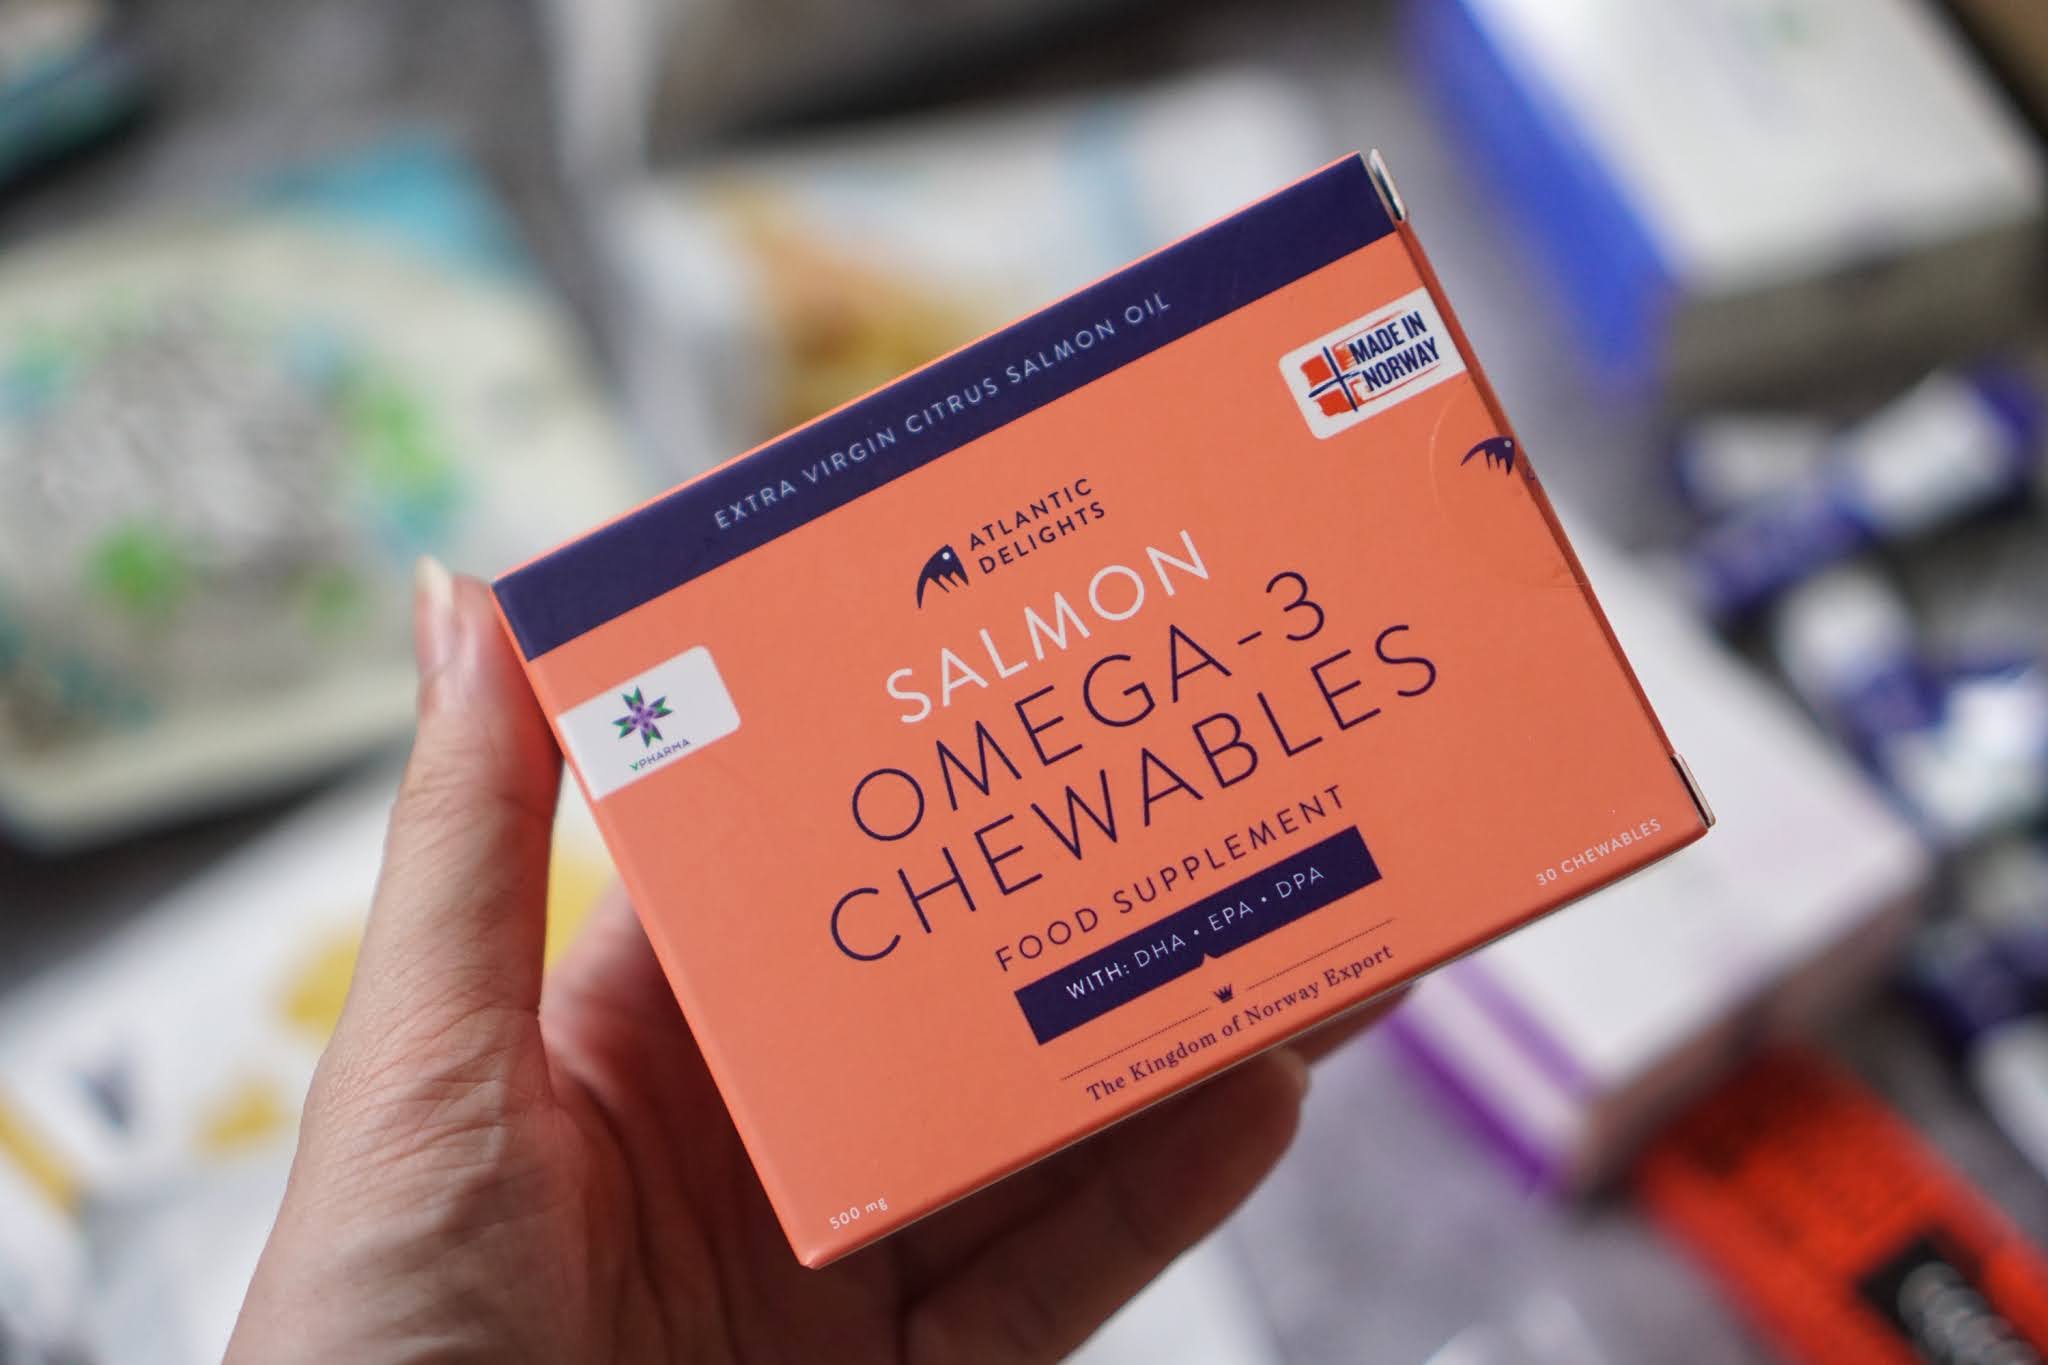 EXTRA VIRGIN CITRUS SALMON OIL
MADE IN
NORWAY
ATLANTIC
DELIGHTS
SALMON
OMEGA-3
CHEWABLES
VPHARMA
FOOD SUPPLEMENT
WITH: DHA • EPA • DPA
30 CHEWABLES
The Kingdom of Norway Export
500 mg